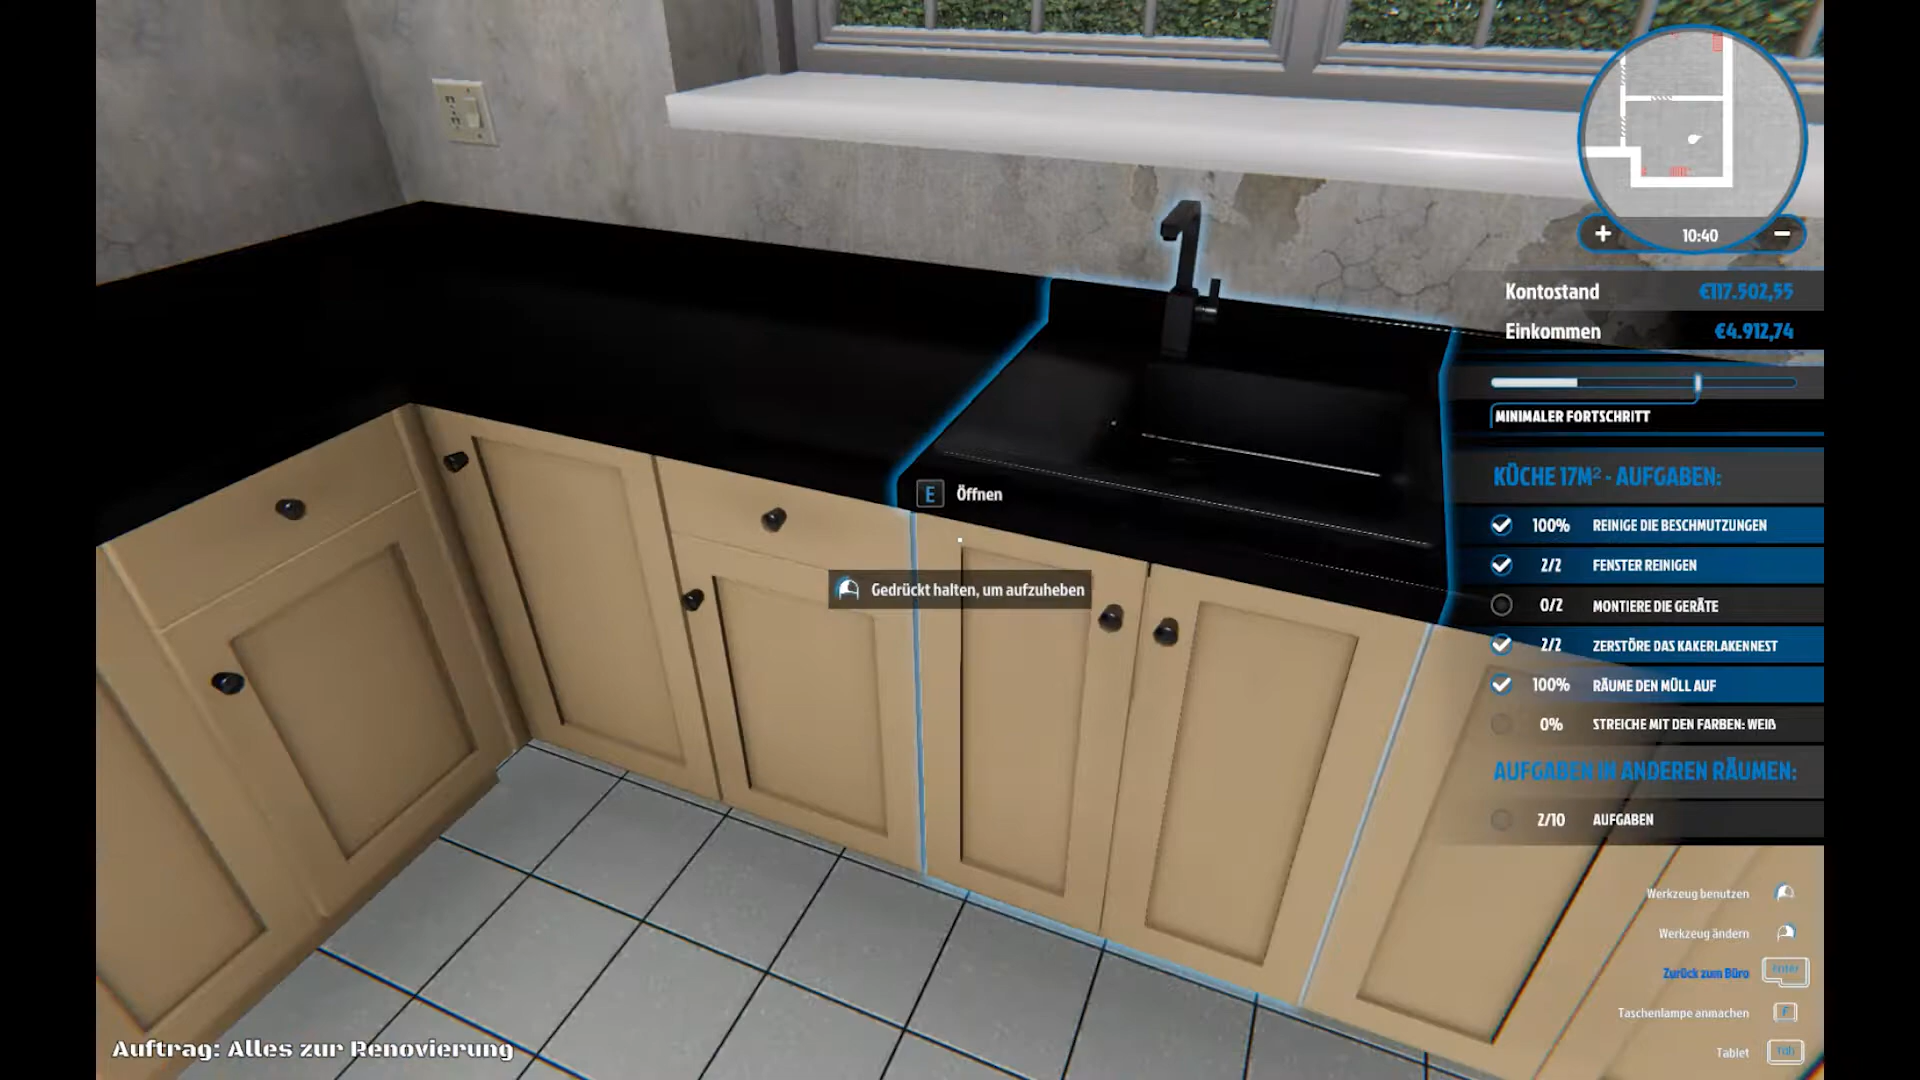 10:40
Kontostand €117.502,55
Einkommen €4.912,74
MINIMALER FORTSCHRITT
KÜCHE 17M² - AUFGABEN:
100% REINIGE DIE BESCHMUTZUNGEN
2/2 FENSTER REINIGEN
0/2 MONTIERE DIE GERÄTE
2/2 ZERSTÖRE DAS KAKERLAKENNEST
100% RÄUME DEN MÜLL AUF
0% STREICHE MIT DEN FARBEN: WEIß
AUFGABEN IN ANDEREN RÄUMEN:
2/10 AUFGABEN
E Öffnen
Gedrückt halten, um aufzuheben
Werkzeug benutzen
Werkzeug ändern
Zurück zum Büro Enter
Taschenlampe anmachen F
Tablet Tab
Auftrag: Alles zur Renovierung